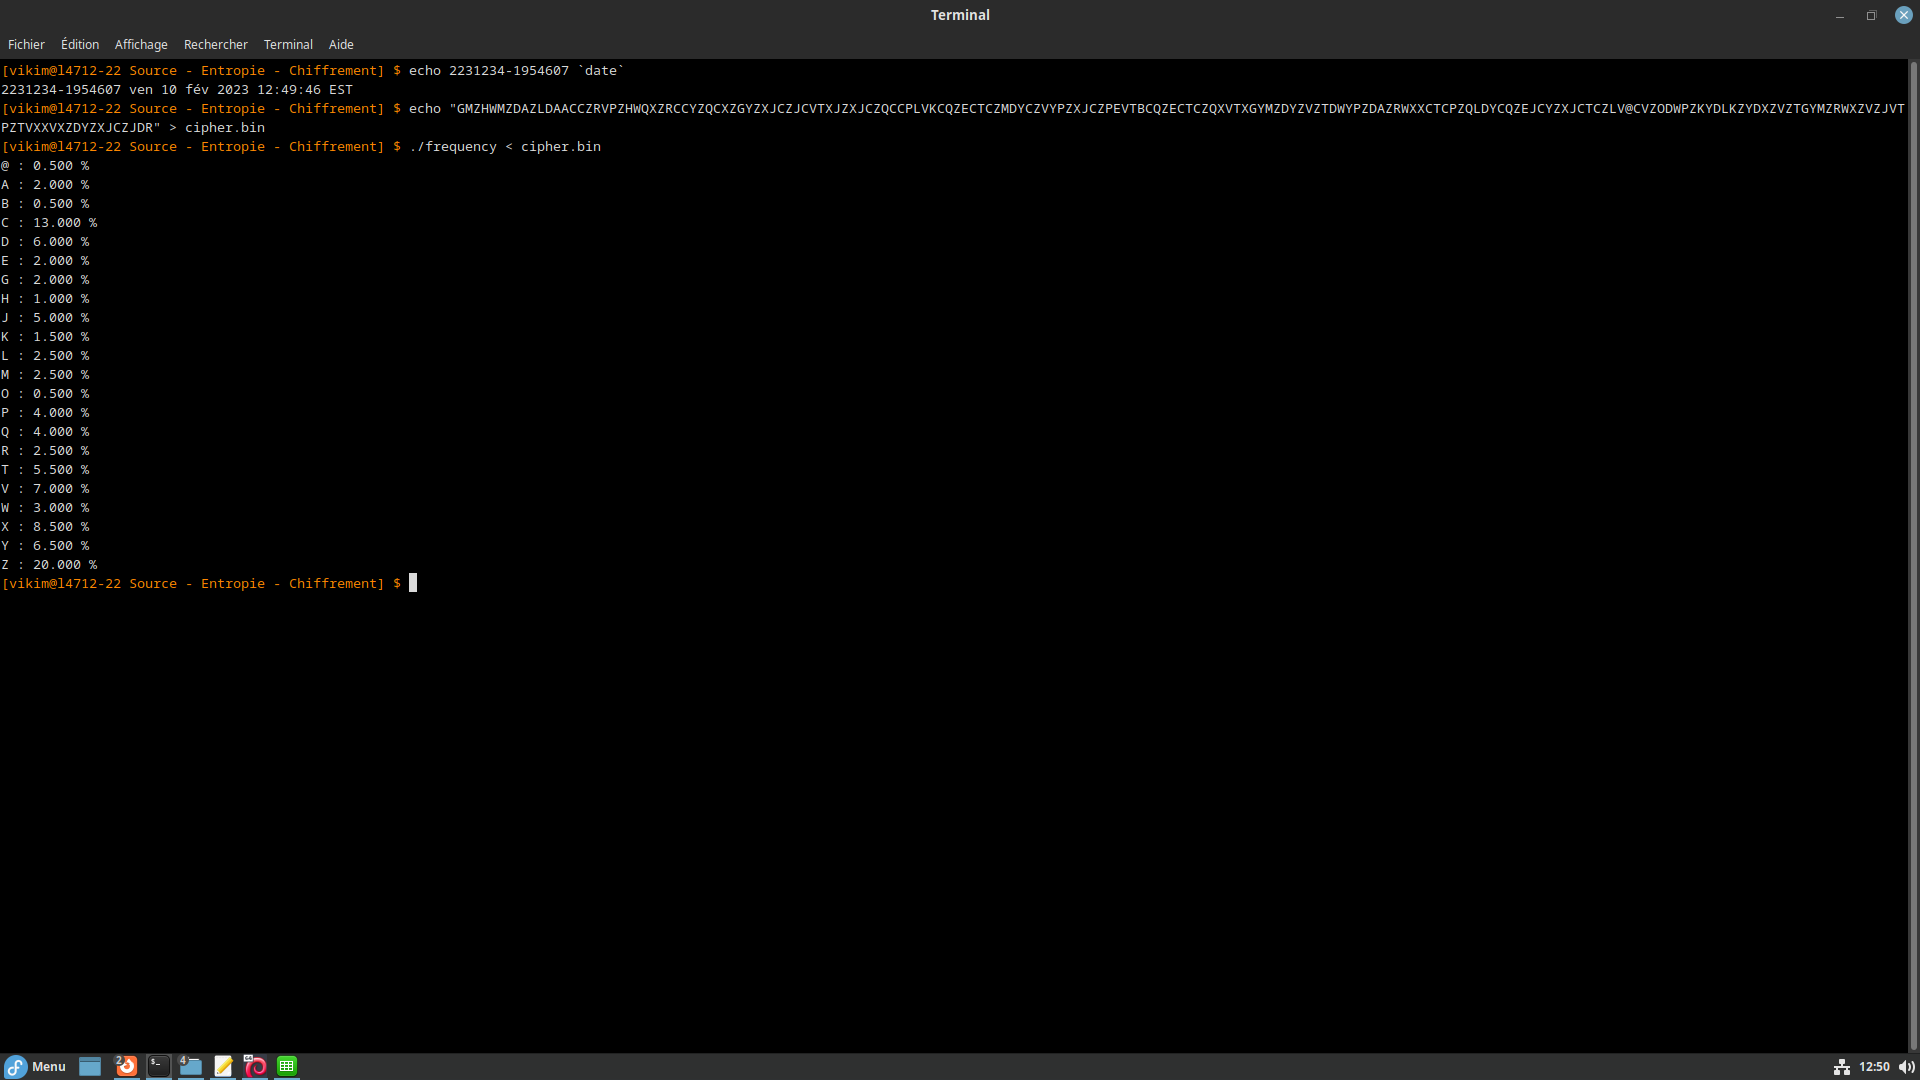 Terminal
Fichier Édition Affichage Rechercher Terminal Aide
[vikim@l4712-22 Source - Entropie - Chiffrement] $ echo 2231234-1954607 `date`
2231234-1954607 ven 10 fév 2023 12:49:46 EST
[vikim@l4712-22 Source - Entropie - Chiffrement] $ echo "GMZHWMZDAZLDAACCZRVPZHWQXZRCCYZQCXZGYZXJCZJCVTXJZXJCZQCCPLVKCQZECTCZMDYCZVYPZXJCZPEVTBCQZECTCZQXVTXGYMZDYZVZTDWYPZDAZRWXXCTCPZQLDYCQZEJCYZXJCTCZLV@CVZODWPZKYDLKZYDXZVZTGYMZRWXZVZJVT
PZTVXXVXZDYZXJCZJDR" > cipher.bin
[vikim@l4712-22 Source - Entropie - Chiffrement] $ ./frequency < cipher.bin
@ : 0.500 %
A : 2.000 %
B : 0.500 %
C : 13.000 %
D : 6.000 %
E : 2.000 %
G : 2.000 %
H : 1.000 %
J : 5.000 %
K : 1.500 %
L : 2.500 %
M : 2.500 %
O : 0.500 %
P : 4.000 %
Q : 4.000 %
R : 2.500 %
T : 5.500 %
V : 7.000 %
W : 3.000 %
X : 8.500 %
Y : 6.500 %
Z : 20.000 %
[vikim@l4712-22 Source - Entropie - Chiffrement] $
Menu 2 4 12:50